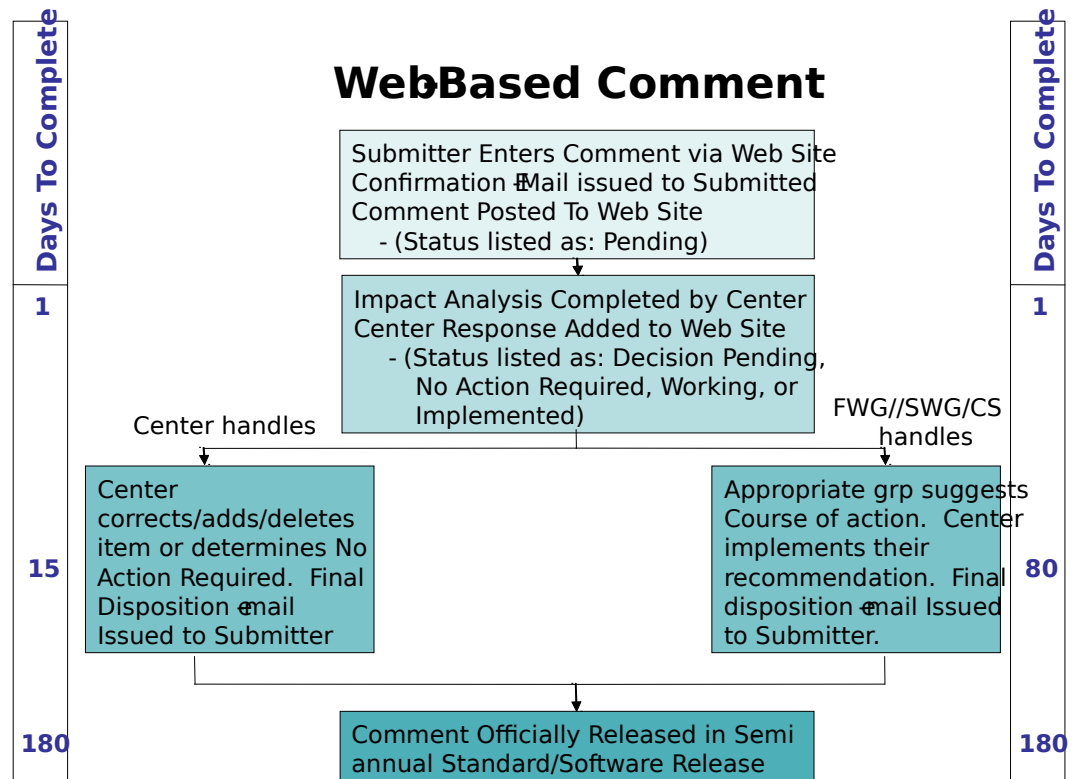 Days To Complete
Web-Based Comment
Days To Complete
Submitter Enters Comment via Web Site
Confirmation E-Mail issued to Submitted
Comment Posted To Web Site
- (Status listed as: Pending)
1
1
Impact Analysis Completed by Center
Center Response Added to Web Site
- (Status listed as: Decision Pending,
No Action Required, Working, or
Implemented)
Center handles
FWG//SWG/CS
handles
Center
corrects/adds/deletes
item or determines No
Action Required. Final
Disposition e-mail
Issued to Submitter
Appropriate grp suggests
Course of action. Center
implements their
recommendation. Final
disposition e-mail Issued
to Submitter.
15
80
180
180
Comment Officially Released in Semi
annual Standard/Software Release